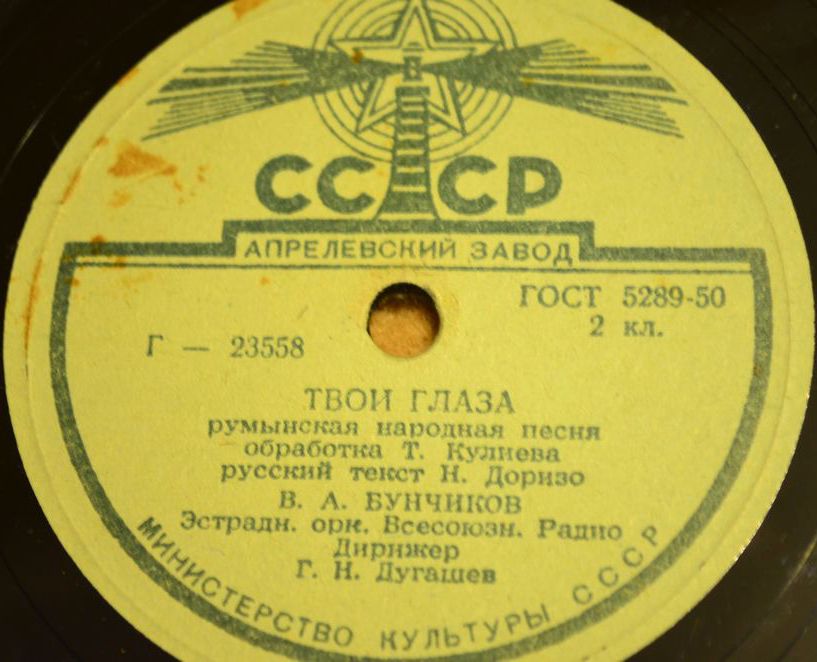 СССР
АПРЕЛЕВСКИЙ ЗАВОД
ГОСТ 5289-50
2 кл.
Г — 23558
ТВОИ ГЛАЗА
румынская народная песня
обработка Т. Кулиева
русский текст Н. Доризо
В. А. БУНЧИКОВ
Эстрадн. орк. Всесоюзн. Радио
Дирижер
Г. Н. Дугашев
МИНИСТЕРСТВО КУЛЬТУРЫ СССР